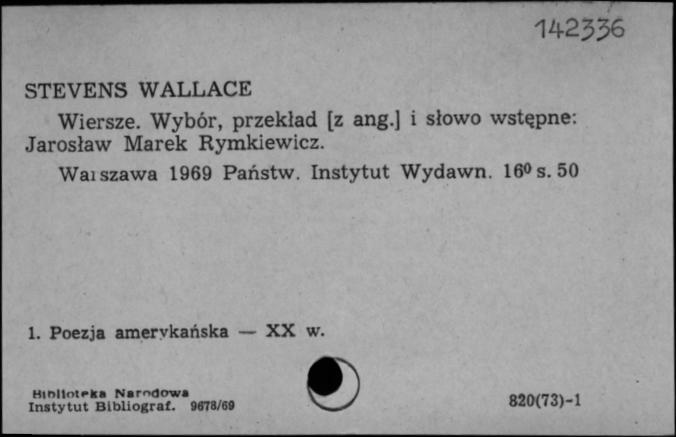 142336
STEVENS WALLACE
Wiersze. Wybór, przekład [z ang.] i słowo wstępne:
Jarosław Marek Rymkiewicz.
Warszawa 1969 Państw. Instytut Wydawn. 16⁰ s. 50
1. Poezja amerykańska — XX w.
Biblioteka Narodowa
Instytut Bibliograf. 9678/69
820(73)-1